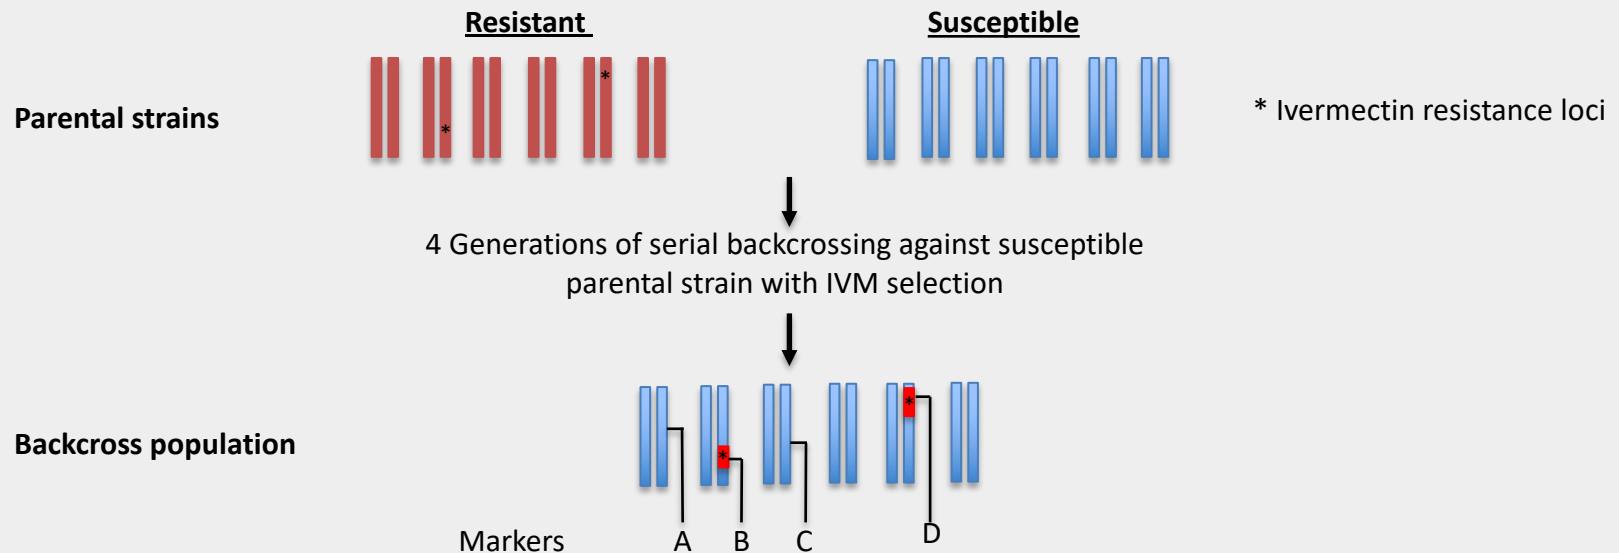 Resistant
Susceptible
*
*
Parental strains
* Ivermectin resistance loci
4 Generations of serial backcrossing against susceptible
parental strain with IVM selection
*
*
Backcross population
Markers A B C D